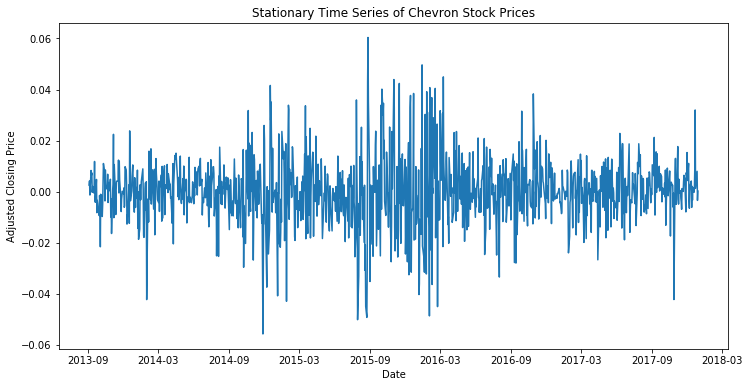 Stationary Time Series of Chevron Stock Prices
0.06
0.04
0.02
0.00
−0.02
−0.04
−0.06
Adjusted Closing Price
2013-09 2014-03 2014-09 2015-03 2015-09 2016-03 2016-09 2017-03 2017-09 2018-03
Date